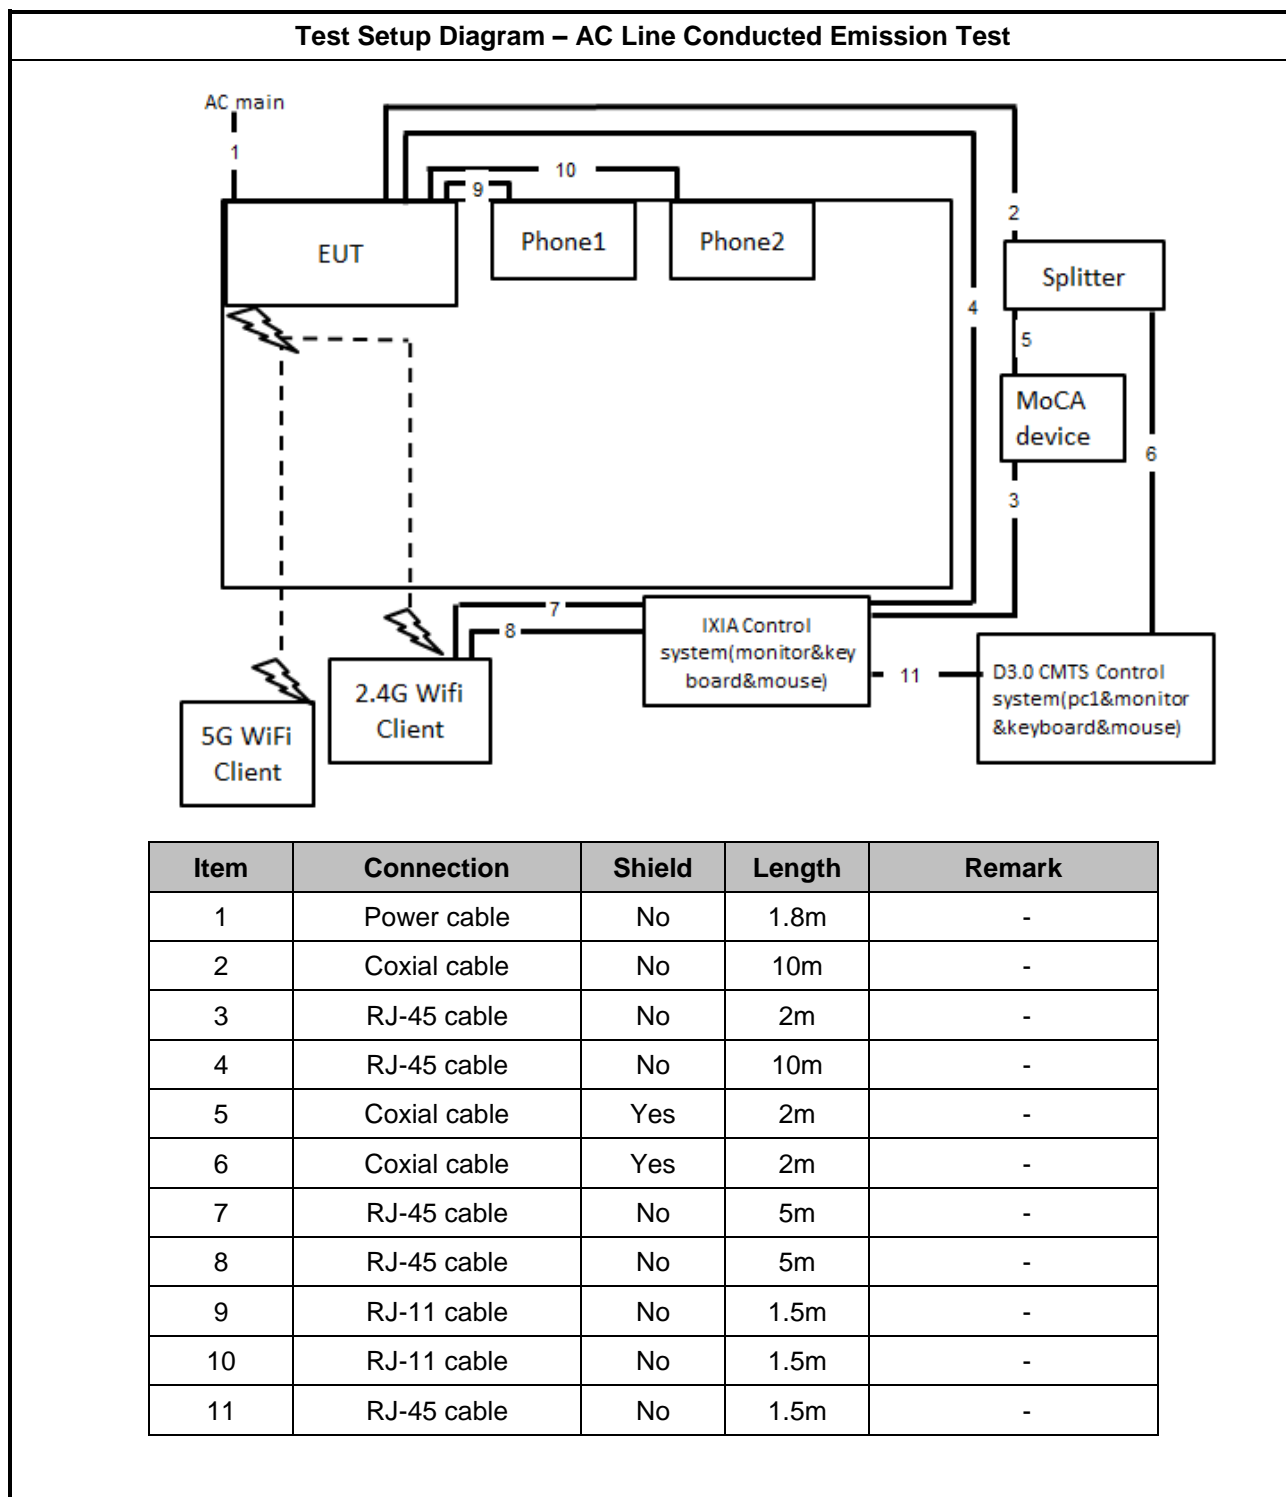 Test Setup Diagram – AC Line Conducted Emission Test
AC main
1
10
9
2
EUT
Phone1
Phone2
Splitter
4
5
MoCA
device
6
3
7
8
IXIA Control
system(monitor&key
board&mouse)
11
D3.0 CMTS Control
system(pc1&monitor
&keyboard&mouse)
2.4G Wifi
Client
5G WiFi
Client
Item Connection Shield Length Remark
1 Power cable No 1.8m -
2 Coxial cable No 10m -
3 RJ-45 cable No 2m -
4 RJ-45 cable No 10m -
5 Coxial cable Yes 2m -
6 Coxial cable Yes 2m -
7 RJ-45 cable No 5m -
8 RJ-45 cable No 5m -
9 RJ-11 cable No 1.5m -
10 RJ-11 cable No 1.5m -
11 RJ-45 cable No 1.5m -